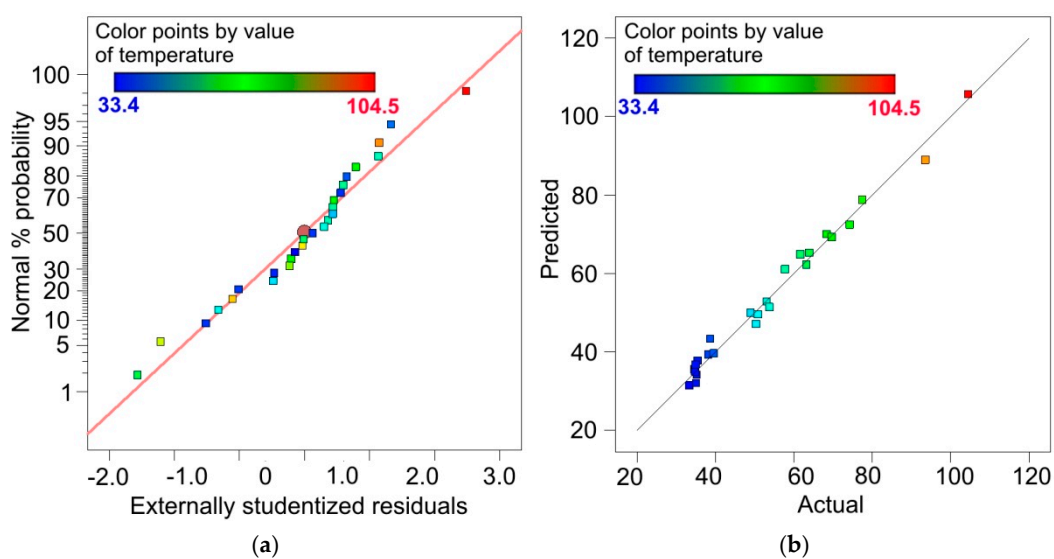 Color points by value
of temperature
33.4
104.5
Normal % probability
100
95
90
80
70
50
30
20
10
5
1
-2.0 -1.0 0 1.0 2.0 3.0
Externally studentized residuals
(a)
Color points by value
of temperature
33.4
104.5
Predicted
120
100
80
60
40
20
20 40 60 80 100 120
Actual
(b)